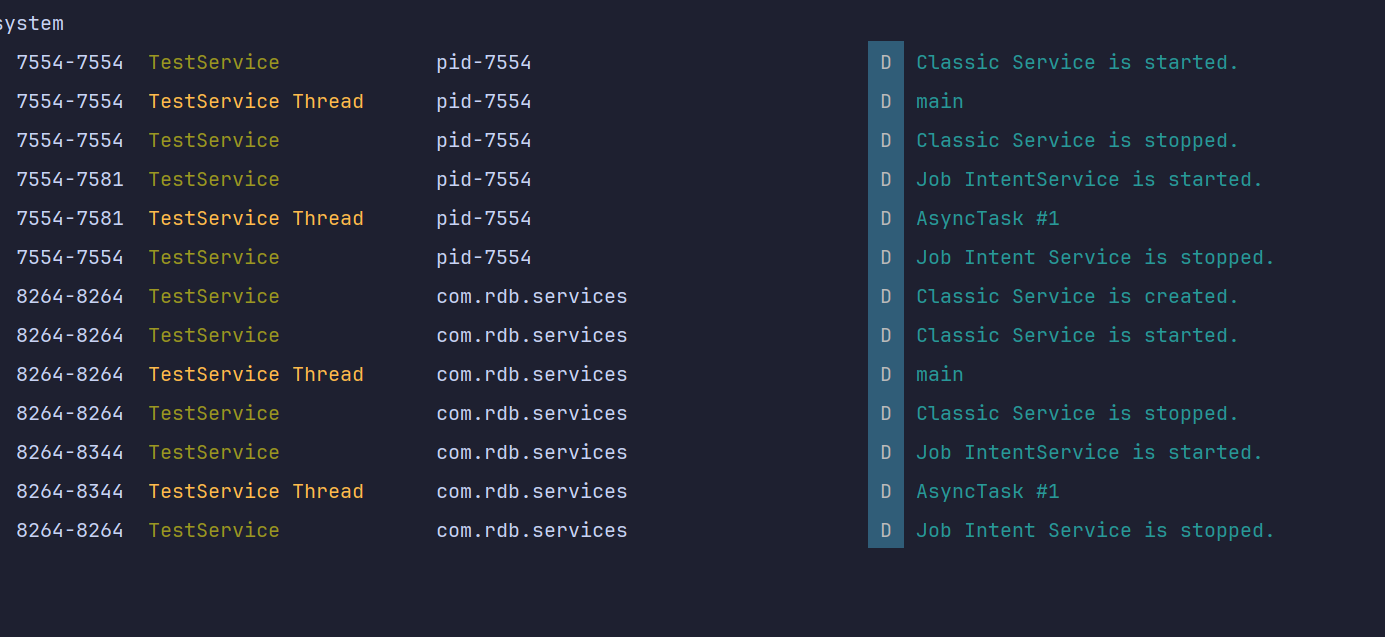 system
7554-7554 TestService pid-7554 D Classic Service is started.
7554-7554 TestService Thread pid-7554 D main
7554-7554 TestService pid-7554 D Classic Service is stopped.
7554-7581 TestService pid-7554 D Job IntentService is started.
7554-7581 TestService Thread pid-7554 D AsyncTask #1
7554-7554 TestService pid-7554 D Job Intent Service is stopped.
8264-8264 TestService com.rdb.services D Classic Service is created.
8264-8264 TestService com.rdb.services D Classic Service is started.
8264-8264 TestService Thread com.rdb.services D main
8264-8264 TestService com.rdb.services D Classic Service is stopped.
8264-8344 TestService com.rdb.services D Job IntentService is started.
8264-8344 TestService Thread com.rdb.services D AsyncTask #1
8264-8264 TestService com.rdb.services D Job Intent Service is stopped.